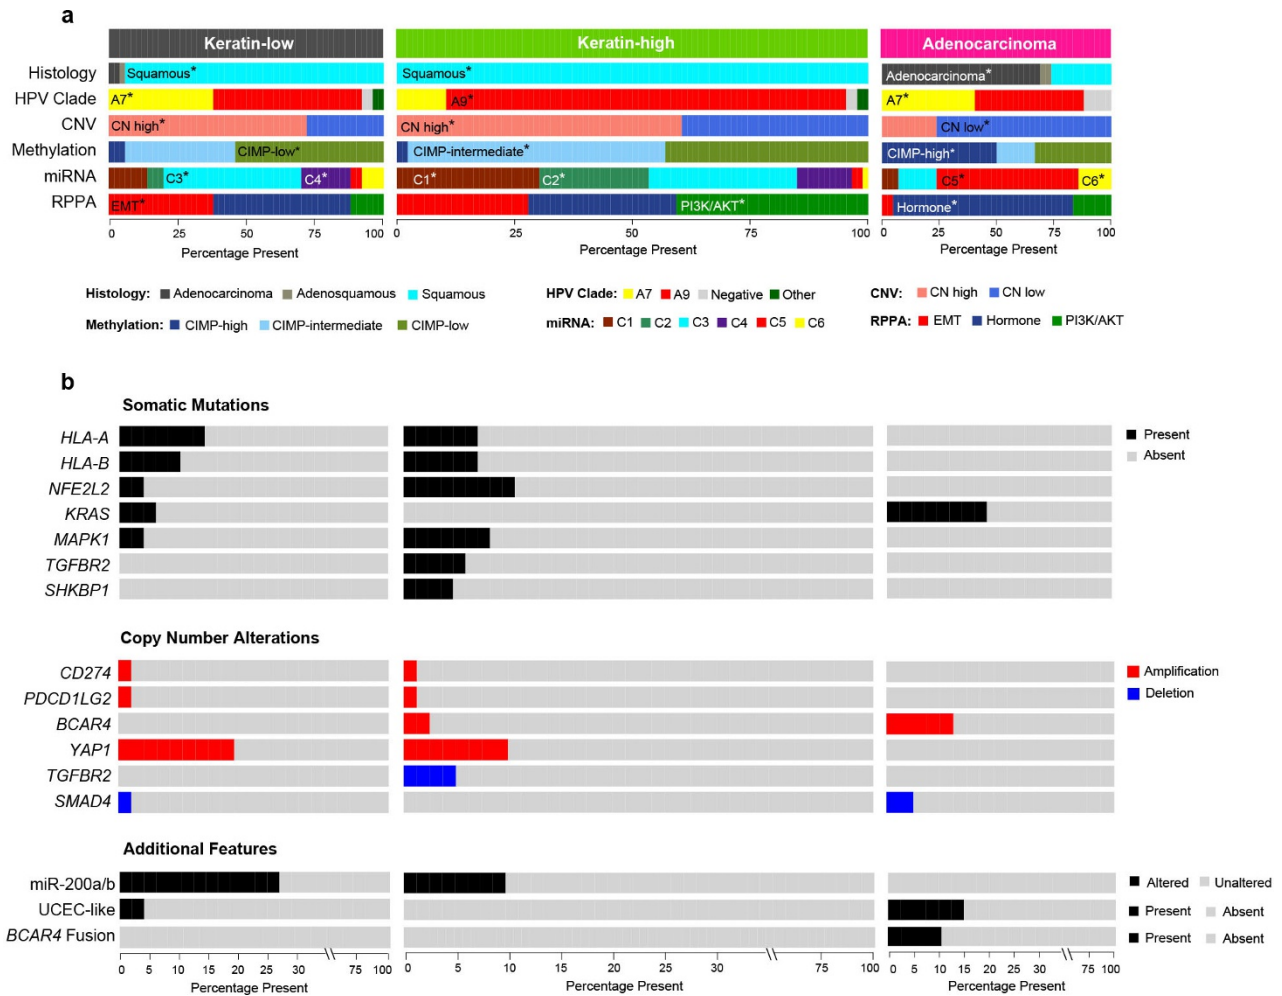 a
Keratin-low Keratin-high Adenocarcinoma
Histology Squamous* Squamous* Adenocarcinoma*
HPV Clade A7* A9* A7*
CNV CN high* CN high* CN low*
Methylation CIMP-low* CIMP-intermediate* CIMP-high*
miRNA C3* C4* C1* C2* C5* C6*
RPPA EMT* PI3K/AKT* Hormone*
0 25 50 75 100 0 25 50 75 100 0 25 50 75 100
Percentage Present Percentage Present Percentage Present
Histology: Adenocarcinoma Adenosquamous Squamous HPV Clade: A7 A9 Negative Other CNV: CN high CN low
Methylation: CIMP-high CIMP-intermediate CIMP-low miRNA: C1 C2 C3 C4 C5 C6 RPPA: EMT Hormone PI3K/AKT
b
Somatic Mutations
HLA-A Present
HLA-B Absent
NFE2L2
KRAS
MAPK1
TGFBR2
SHKBP1
Copy Number Alterations
CD274 Amplification
PDCD1LG2 Deletion
BCAR4
YAP1
TGFBR2
SMAD4
Additional Features
miR-200a/b Altered Unaltered
UCEC-like Present Absent
BCAR4 Fusion Present Absent
0 5 10 15 20 25 30 75 100 0 5 10 15 20 25 30 75 100 0 5 10 15 20 25 30 75 100
Percentage Present Percentage Present Percentage Present